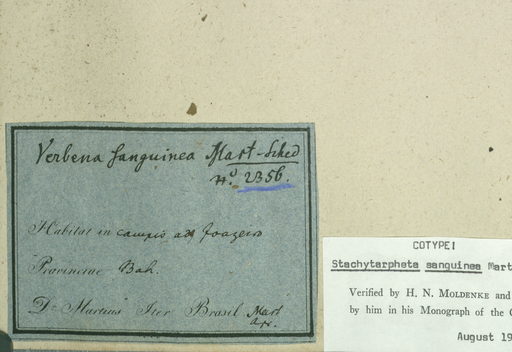 Verbena sanguinea Mart-Sched
nº 2356.
Habitat in campis ad Joazeiro
Provinciae Bah.
Dr Martius Iter Brasil Mart
COTYPE!
Stachytarpheta sanguinea Mart
Verified by H. N. MOLDENKE and
by him in his Monograph of the
August 19